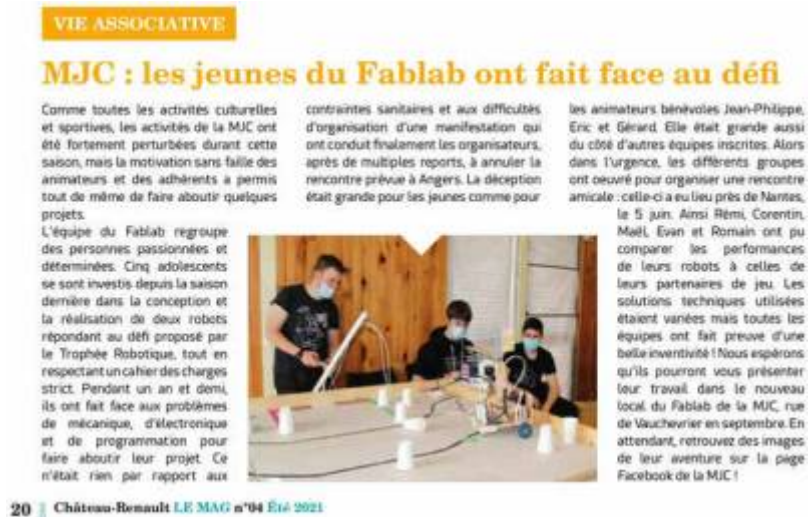 VIE ASSOCIATIVE
MJC : les jeunes du Fablab ont fait face au défi
Comme toutes les activités culturelles
et sportives, les activités de la MJC ont
été fortement perturbées durant cette
saison, mais la motivation sans faille des
animateurs et des adhérents a permis
tout de même de faire aboutir quelques
projets.
L'équipe du Fablab regroupe
des personnes passionnées et
déterminées. Cinq adolescents
se sont investis depuis la saison
dernière dans la conception et
la réalisation de deux robots
répondant au défi proposé par
le Trophée Robotique, tout en
respectant un cahier des charges
strict. Pendant un an et demi,
ils ont fait face aux problèmes
de mécanique, d'électronique
et de programmation pour
faire aboutir leur projet. Ce
n'était rien par rapport aux
contraintes sanitaires et aux difficultés
d'organisation d'une manifestation qui
ont conduit finalement les organisateurs,
après de multiples reports, à annuler la
rencontre prévue à Angers. La déception
était grande pour les jeunes comme pour
les animateurs bénévoles Jean-Philippe,
Eric et Gérard. Elle était grande aussi
du côté d'autres équipes inscrites. Alors
dans l'urgence, les différents groupes
ont oeuvré pour organiser une rencontre
amicale : celle-ci a eu lieu près de Nantes,
le 5 juin. Ainsi Rémi, Corentin,
Maël, Evan et Romain ont pu
comparer les performances
de leurs robots à celles de
leurs partenaires de jeu. Les
solutions techniques utilisées
étaient variées mais toutes les
équipes ont fait preuve d'une
belle inventivité ! Nous espérons
qu'ils pourront vous présenter
leur travail dans le nouveau
local du Fablab de la MJC, rue
de Vauchevrier en septembre. En
attendant, retrouvez des images
de leur aventure sur la page
Facebook de la MJC !
20 | Château-Renault LE MAG n°04 Été 2021